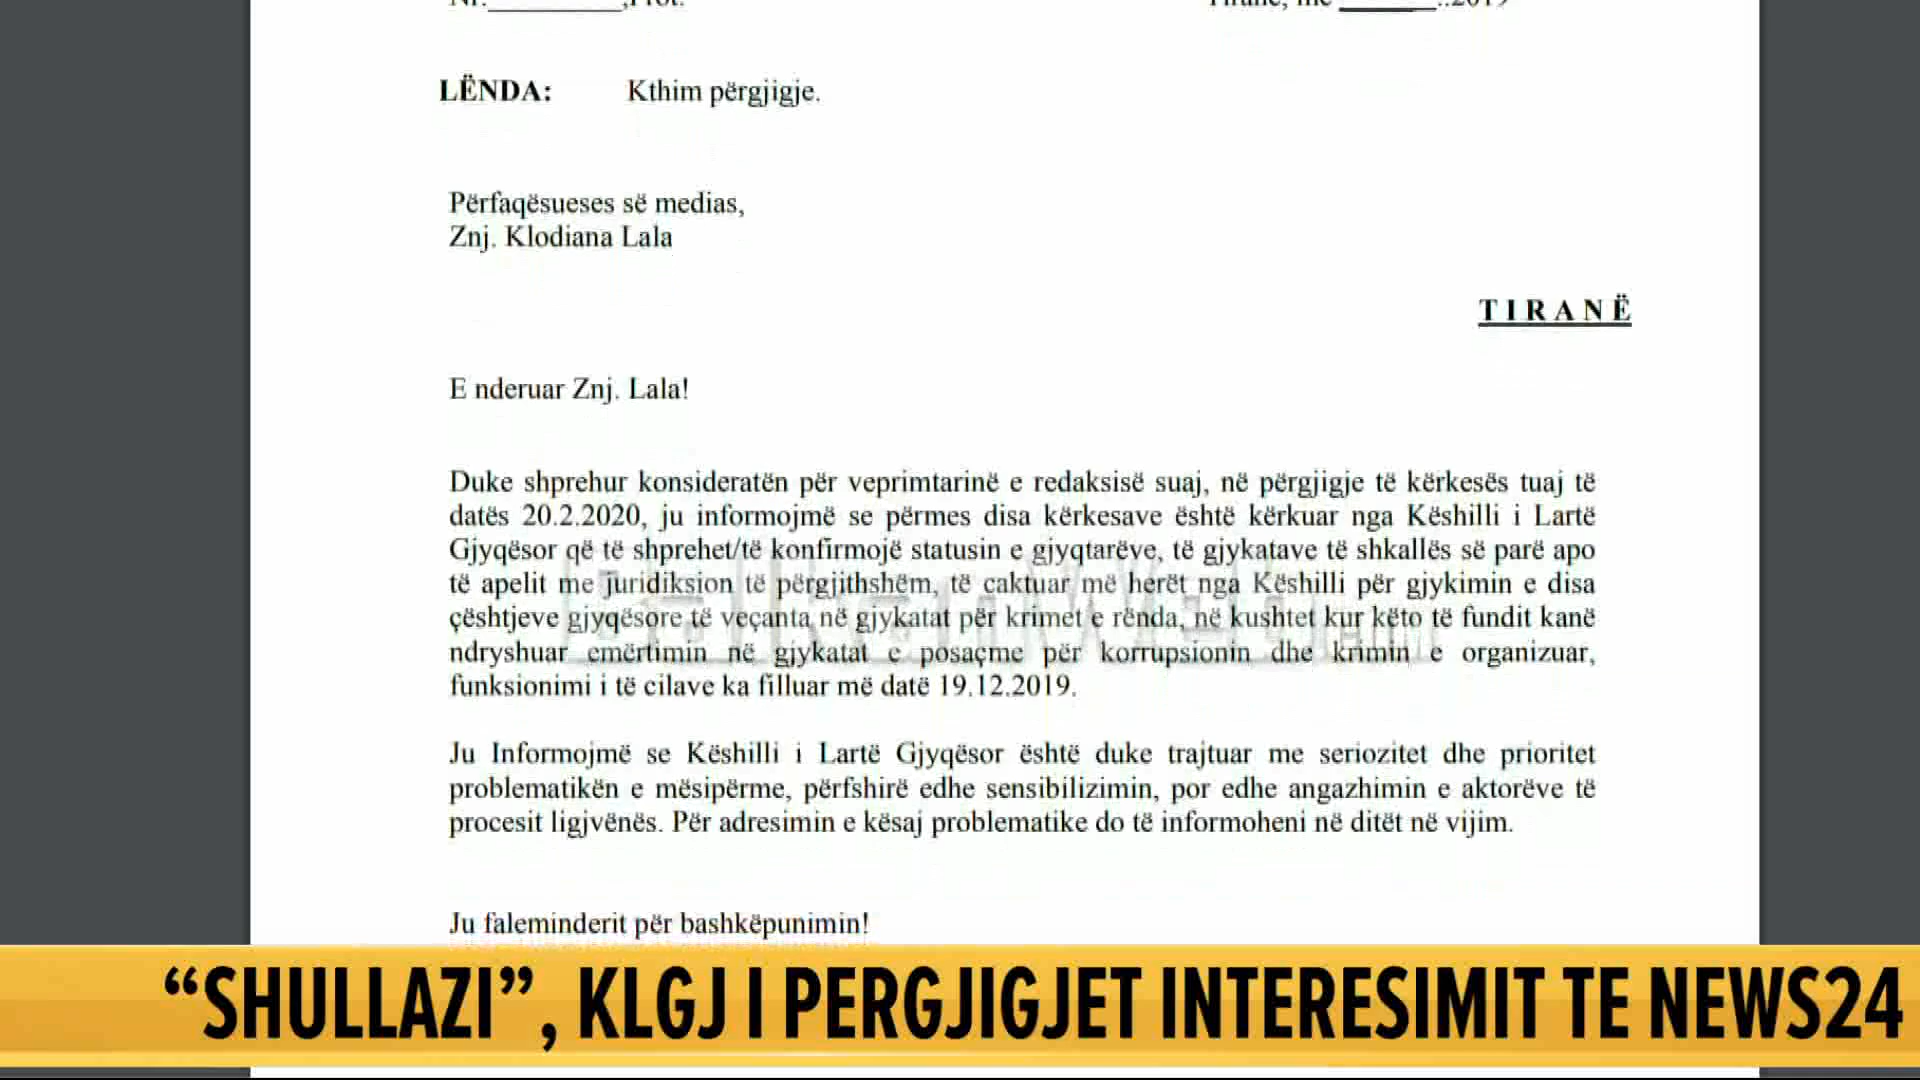 LËNDA: Kthim përgjigje.
Përfaqësueses së medias,
Znj. Klodiana Lala
TIRANË
E nderuar Znj. Lala!
Duke shprehur konsideratën për veprimtarinë e redaksisë suaj, në përgjigje të kërkesës tuaj të
datës 20.2.2020, ju informojmë se përmes disa kërkesave është kërkuar nga Këshilli i Lartë
Gjyqësor që të shprehet/të konfirmojë statusin e gjyqtarëve, të gjykatave të shkallës së parë apo
të apelit me juridiksion të përgjithshëm, të caktuar më herët nga Këshilli për gjykimin e disa
çështjeve gjyqësore të veçanta në gjykatat për krimet e rënda, në kushtet kur këto të fundit kanë
ndryshuar emërtimin në gjykatat e posaçme për korrupsionin dhe krimin e organizuar,
funksionimi i të cilave ka filluar më datë 19.12.2019.
Ju Informojmë se Këshilli i Lartë Gjyqësor është duke trajtuar me seriozitet dhe prioritet
problematikën e mësipërme, përfshirë edhe sensibilizimin, por edhe angazhimin e aktorëve të
procesit ligjvënës. Për adresimin e kësaj problematike do të informoheni në ditët në vijim.
Ju faleminderit për bashkëpunimin!
“SHULLAZI”, KLGJ I PERGJIGJET INTERESIMIT TE NEWS24